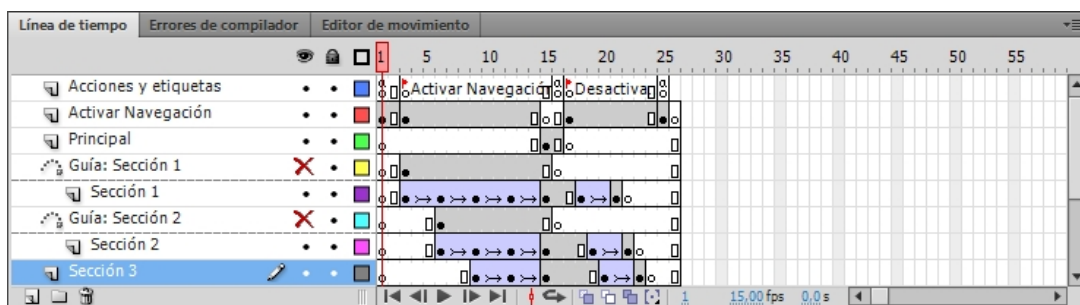 Línea de tiempo Errores de compilador Editor de movimiento
1 5 10 15 20 25 30 35 40 45 50 55
Acciones y etiquetas a Activar Navegación a Desactiva a
Activar Navegación
Principal
Guía: Sección 1
Sección 1
Guía: Sección 2
Sección 2
Sección 3
1 15,00 fps 0,0 s